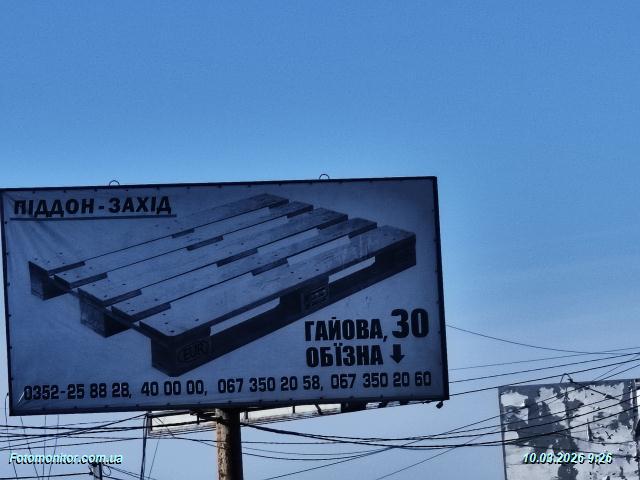 ПІДДОН-ЗАХІД
EUR
ГАЙОВА, 30
ОБЇЗНА
0352-25 88 28, 40 00 00, 067 350 20 58, 067 350 20 60
Fotomonitor.com.ua
10.03.2026 9:26